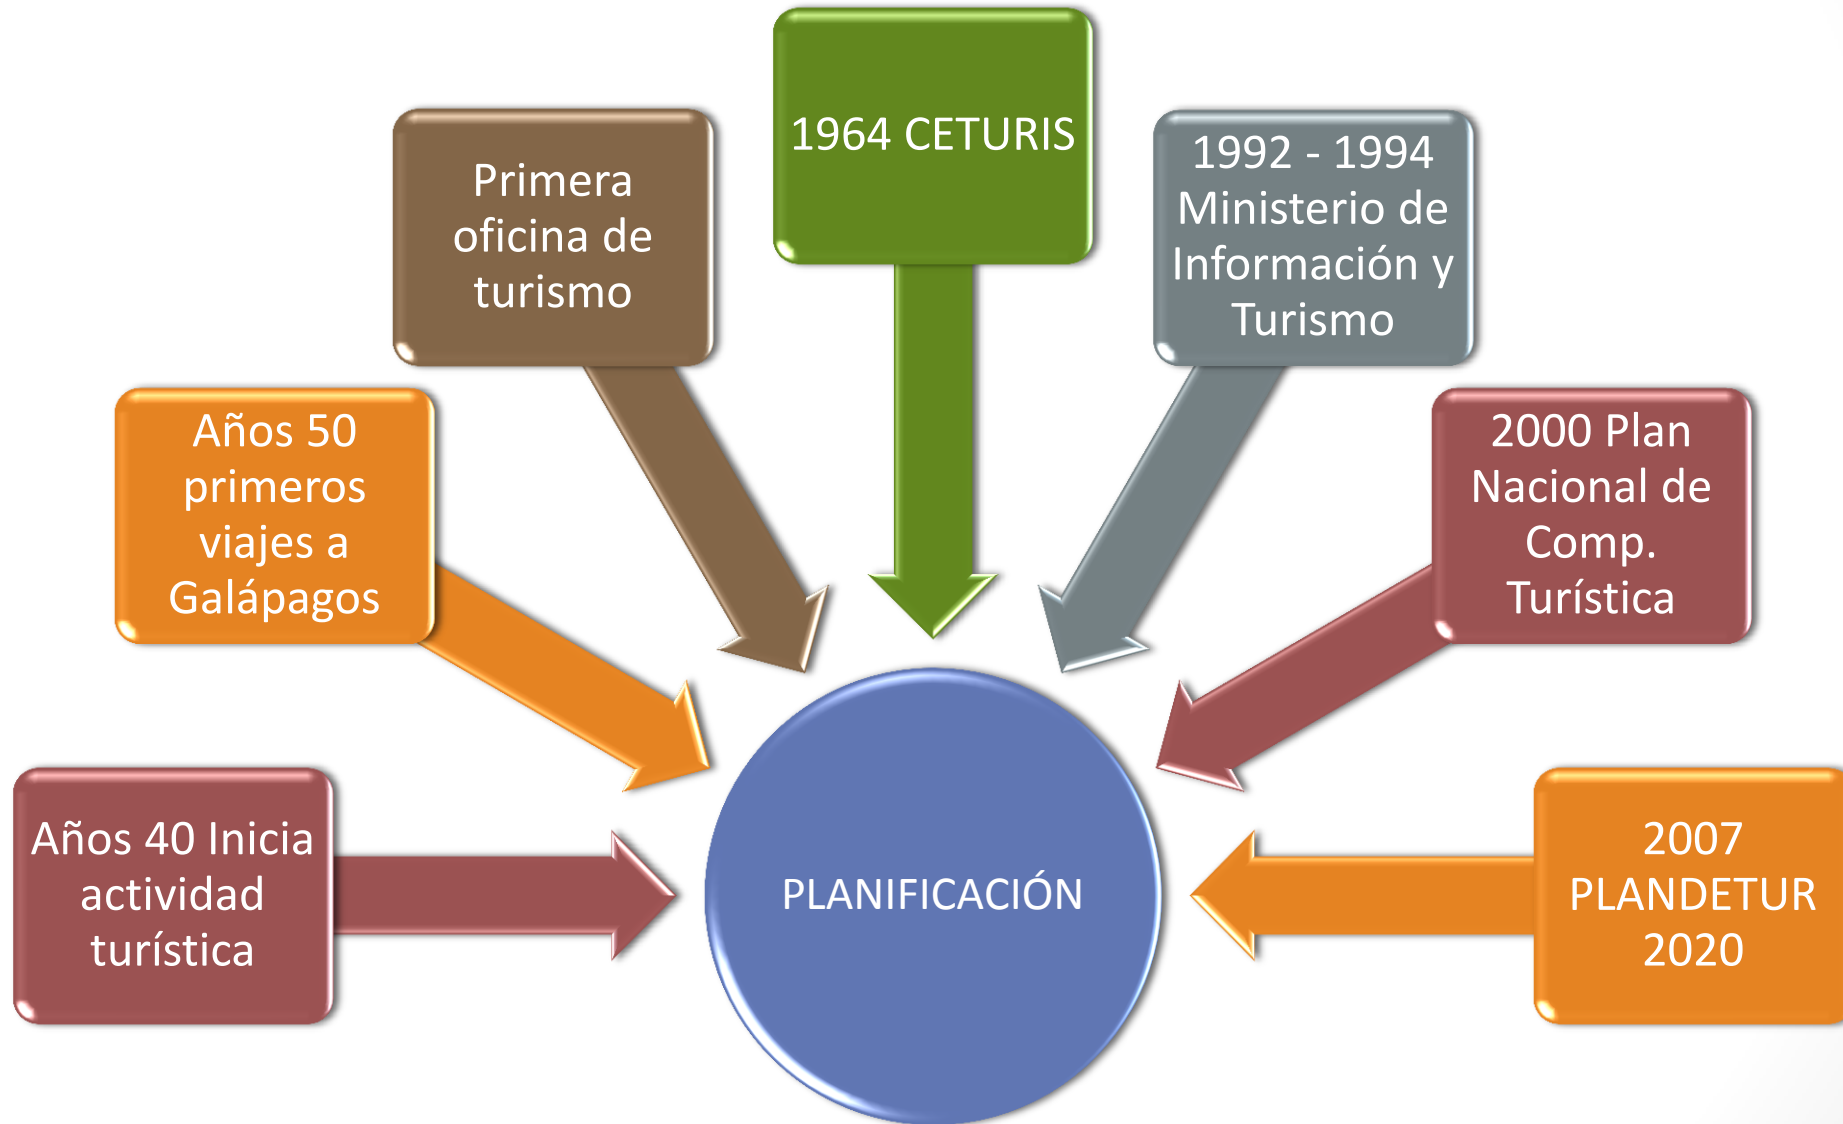 1964 CETURIS
Primera
oficina de
turismo
1992 - 1994
Ministerio de
Información y
Turismo
Años 50
primeros
viajes a
Galápagos
2000 Plan
Nacional de
Comp.
Turística
Años 40 Inicia
actividad
turística
PLANIFICACIÓN
2007
PLANDETUR
2020